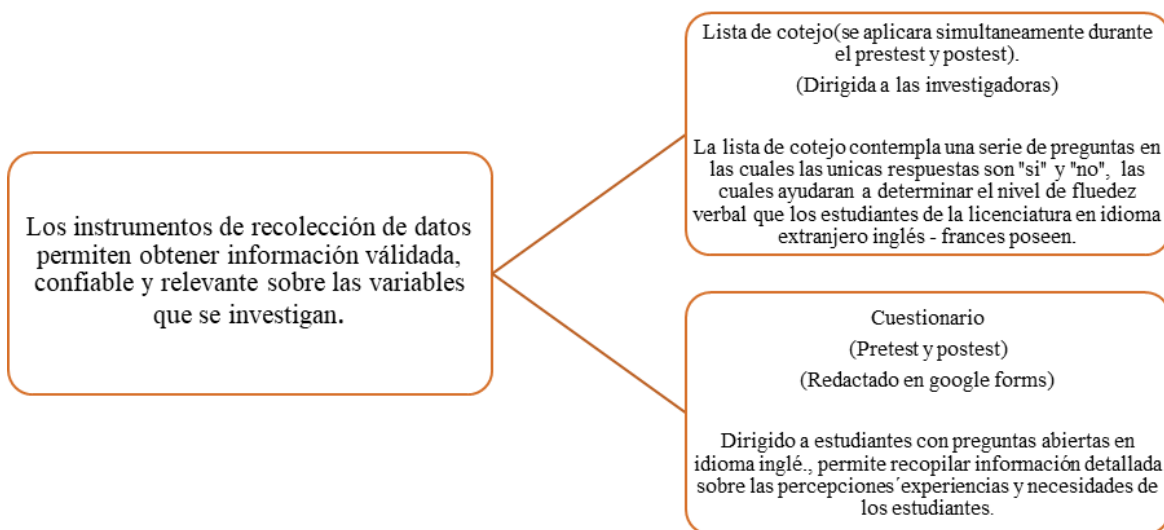 Los instrumentos de recolección de datos
permiten obtener información válidada,
confiable y relevante sobre las variables
que se investigan.
Lista de cotejo(se aplicara simultaneamente durante
el prestest y postest).
(Dirigida a las investigadoras)
La lista de cotejo contempla una serie de preguntas en
las cuales las unicas respuestas son "si" y "no", las
cuales ayudaran a determinar el nivel de fluedez
verbal que los estudiantes de la licenciatura en idioma
extranjero inglés - frances poseen.
Cuestionario
(Pretest y postest)
(Redactado en google forms)
Dirigido a estudiantes con preguntas abiertas en
idioma inglé., permite recopilar información detallada
sobre las percepciones´experiencias y necesidades de
los estudiantes.